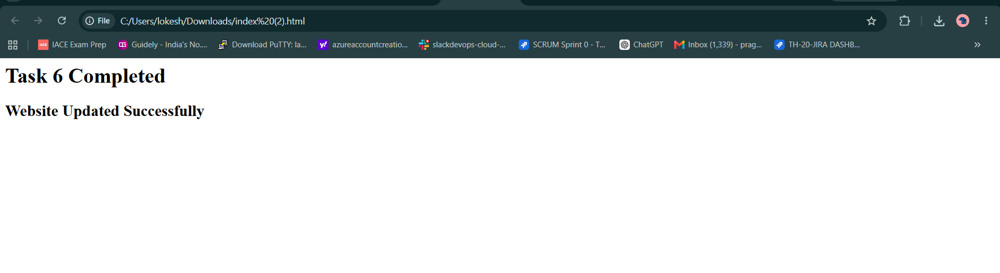 File C:/Users/lokesh/Downloads/index%20(2).html
IACE IACE Exam Prep DG Guidely - India's No.... Download PuTTY: la... y! azureaccountcreatio... slackdevops-cloud-... SCRUM Sprint 0 - T... ChatGPT Inbox (1,339) - prag... TH-20-JIRA DASHB... »
Task 6 Completed
Website Updated Successfully